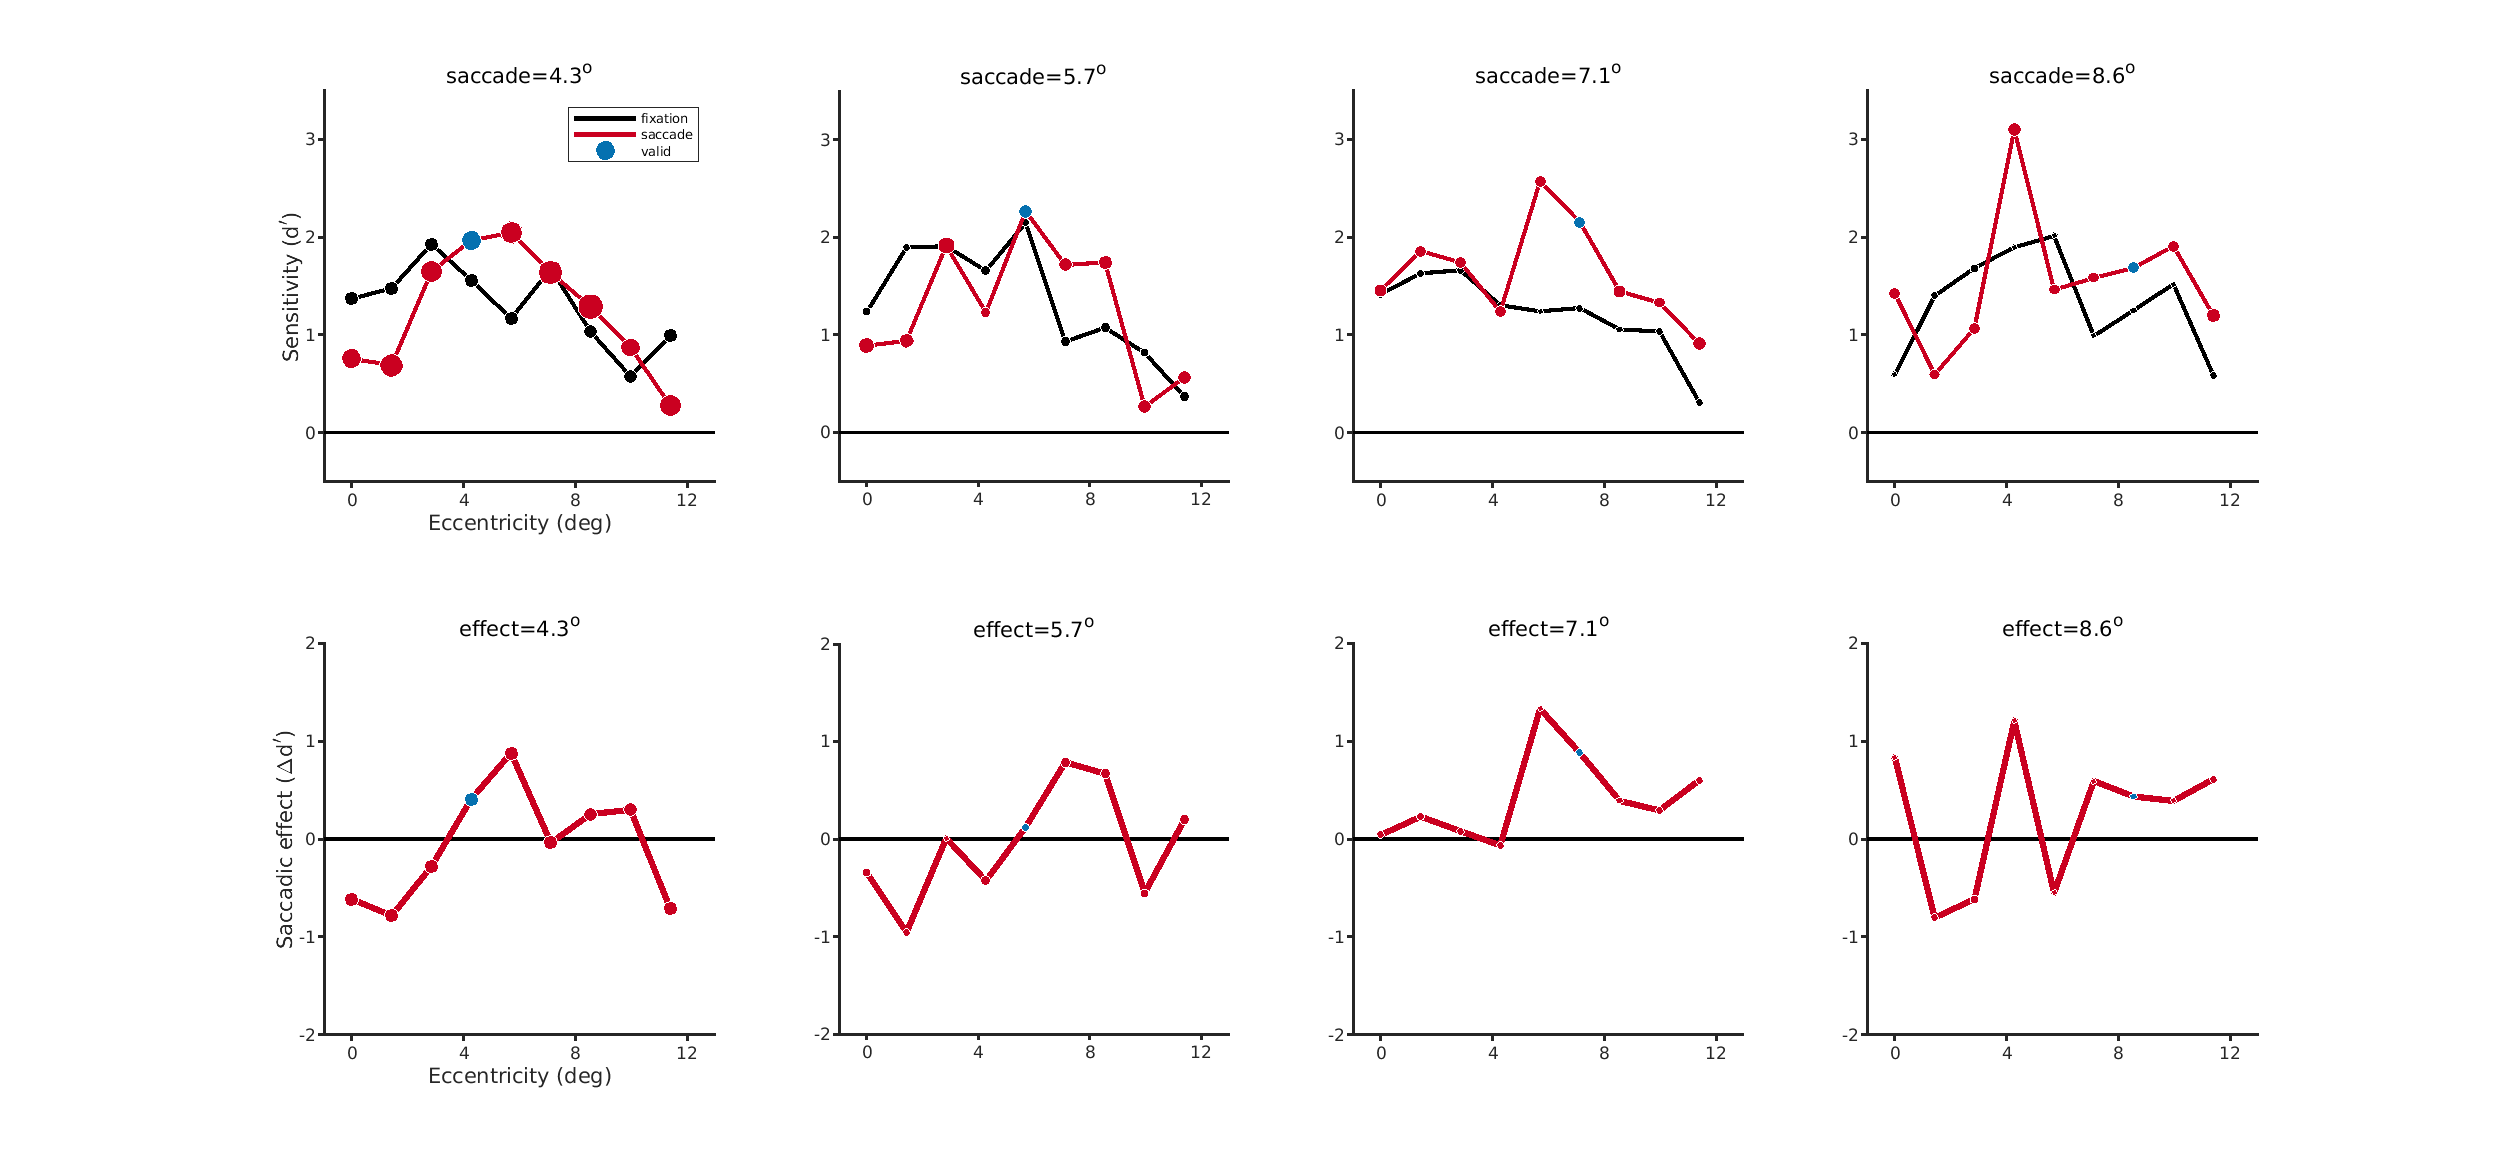 saccade=4.3°
fixation
saccade
valid
Sensitivity (d′)
3
2
1
0
0 4 8 12
Eccentricity (deg)
saccade=5.7°
3
2
1
0
0 4 8 12
saccade=7.1°
3
2
1
0
0 4 8 12
saccade=8.6°
3
2
1
0
0 4 8 12
effect=4.3°
Saccadic effect (△d′)
2
1
0
-1
-2
0 4 8 12
Eccentricity (deg)
effect=5.7°
2
1
0
-1
-2
0 4 8 12
effect=7.1°
2
1
0
-1
-2
0 4 8 12
effect=8.6°
2
1
0
-1
-2
0 4 8 12